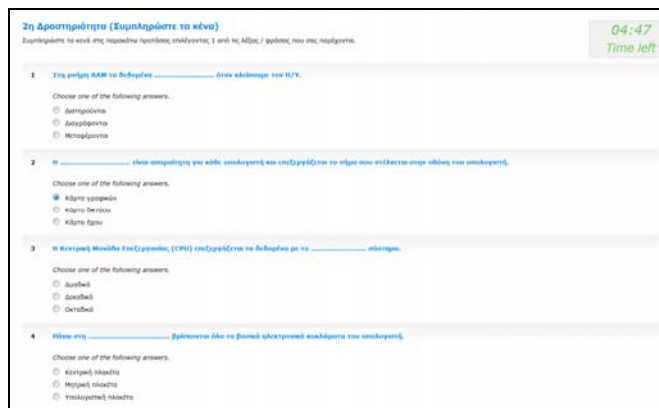 2η Δραστηριότητα (Συμπληρώστε τα κένα)
Συμπληρώστε τα κενά στις παρακάτω προτάσεις επιλέγοντας 1 από τις λέξεις / φράσεις που σας παρέχονται.
04:47
Time left
1 Στη μνήμη RAM τα δεδομένα .............................. όταν κλείνουμε τον Η/Υ.
Choose one of the following answers.
Διατηρούνται
Διαγράφονται
Μεταφέρονται
2 Η .................................. είναι απαραίτητη για κάθε υπολογιστή και επεξεργάζεται το σήμα που στέλνεται στην οθόνη του υπολογιστή.
Choose one of the following answers.
Κάρτα γραφικών
Κάρτα δικτύου
Κάρτα ήχου
3 Η Κεντρική Μονάδα Επεξεργασίας (CPU) επεξεργάζεται τα δεδομένα με το ............................ σύστημα.
Choose one of the following answers.
Δυαδικό
Δεκαδικό
Οκταδικό
4 Πάνω στη ........................................ βρίσκονται όλα τα βασικά ηλεκτρονικά κυκλώματα του υπολογιστή.
Choose one of the following answers.
Κεντρική πλακέτα
Μητρική πλακέτα
Υπολογιστική πλακέτα